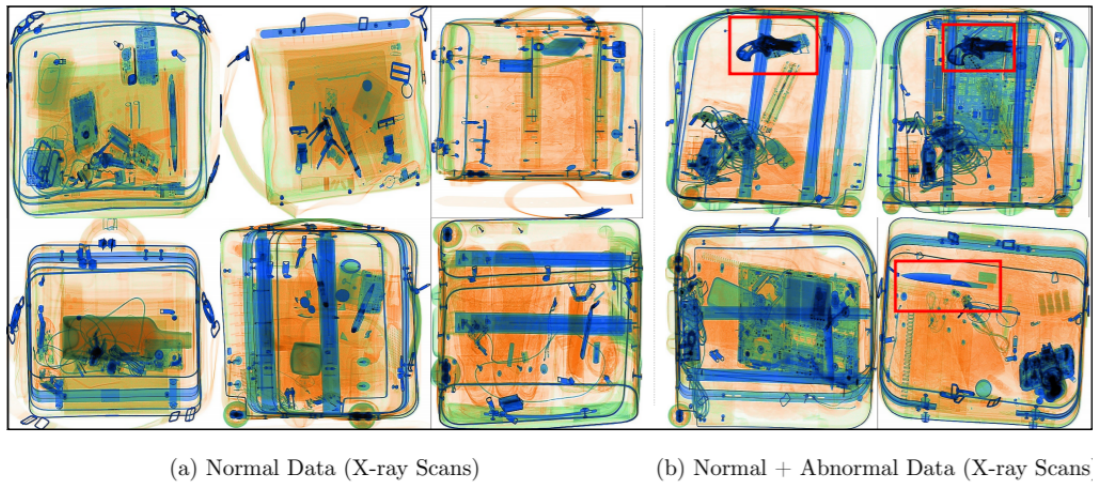 (a) Normal Data (X-ray Scans)
(b) Normal + Abnormal Data (X-ray Scans)